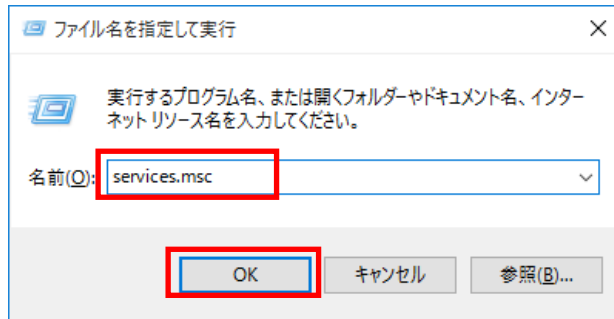 ファイル名を指定して実行
実行するプログラム名、または開くフォルダーやドキュメント名、インター
ネット リソース名を入力してください。
名前(O): services.msc
OK キャンセル 参照(B)...